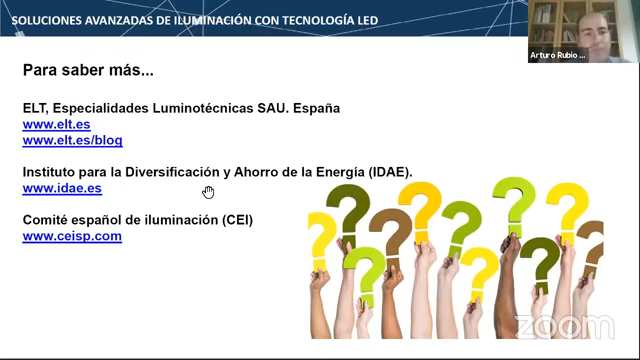 SOLUCIONES AVANZADAS DE ILUMINACIÓN CON TECNOLOGÍA LED
Arturo Rubio ...
Para saber más...
ELT, Especialidades Luminotécnicas SAU. España
www.elt.es
www.elt.es/blog
Instituto para la Diversificación y Ahorro de la Energía (IDAE).
www.idae.es
Comité español de iluminación (CEI)
www.ceisp.com
? ? ? ? ? ? ? ? ? ?
zoom